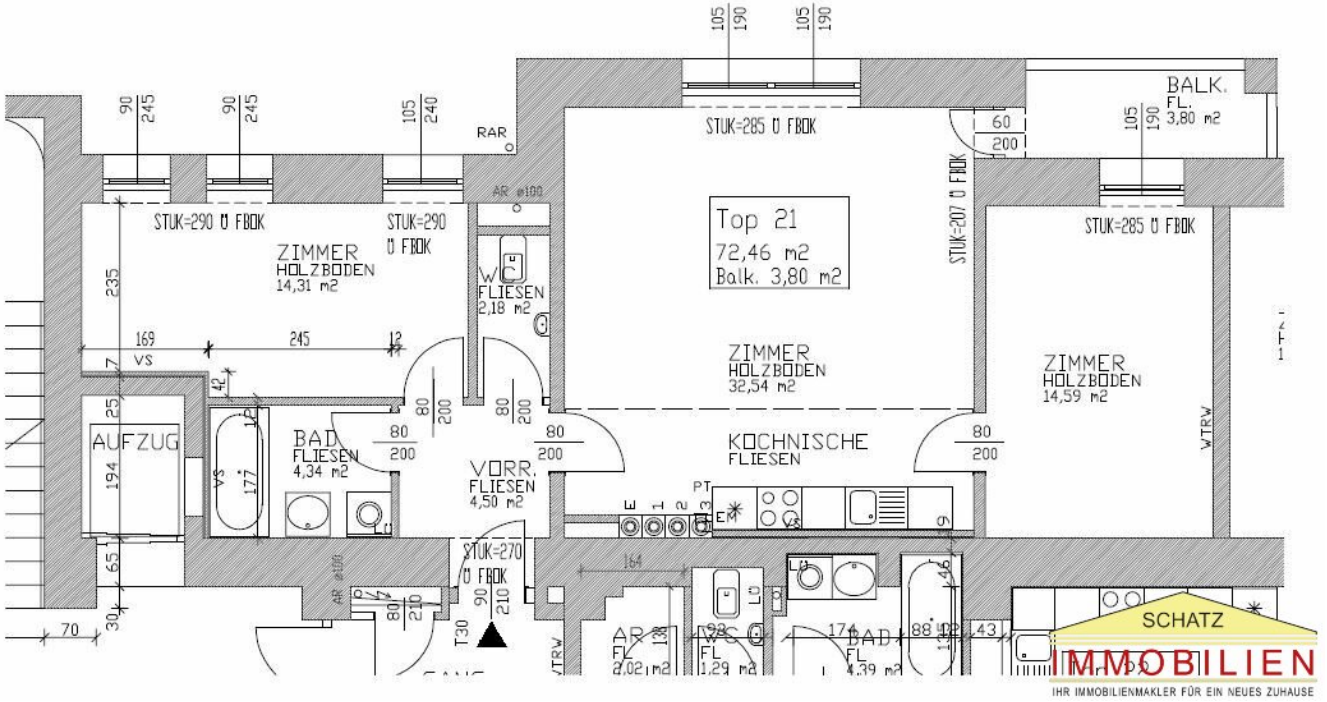 105
190
105
190
90
245
90
245
105
240
RAR
STUK=285 Ü FBOK
60
200
BALK.
FL.
3,80 m2
105
190
AR ø100
STUK=290 Ü FBOK
STUK=290
Ü FBOK
ZIMMER
HOLZBODEN
14,31 m2
235
WC
FLIESEN
2,18 m2
Top 21
72,46 m2
Balk. 3,80 m2
STUK=207 Ü FBOK
STUK=285 Ü FBOK
169
245
12
VS
7
42
ZIMMER
HOLZBODEN
32,54 m2
ZIMMER
HOLZBODEN
14,59 m2
25
12
80
200
80
200
AUFZUG
194
BAD
FLIESEN
4,34 m2
VS
177
80
200
80
200
VORR.
FLIESEN
4,50 m2
KOCHNISCHE
FLIESEN
80
200
WTRW
E
1
2
3
PT
EM
VS
19
65
30
70
AR ø100
80
210
STUK=270
Ü FBOK
T30
90
210
164
46
LÜ
LÜ
WTRW
AR
FL
2,02 m2
FL
1,29 m2
174
BAD
FL
4,39 m2
88
43
GANG
SCHATZ
IMMOBILIEN
IHR IMMOBILIENMAKLER FÜR EIN NEUES ZUHAUSE